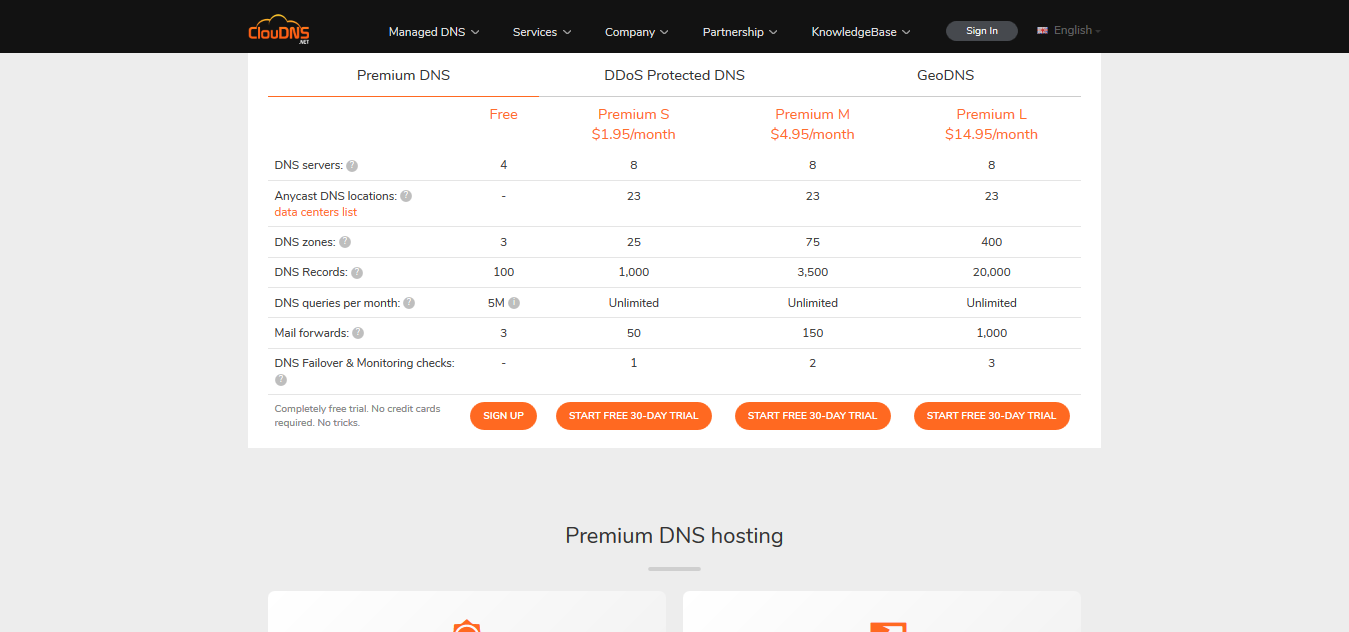 ClouDNS
.NET
Managed DNS Services Company Partnership KnowledgeBase Sign In English
Premium DNS DDoS Protected DNS GeoDNS
Free Premium S Premium M Premium L
$1.95/month $4.95/month $14.95/month
DNS servers: ? 4 8 8 8
Anycast DNS locations: ? - 23 23 23
data centers list
DNS zones: ? 3 25 75 400
DNS Records: ? 100 1,000 3,500 20,000
DNS queries per month: ? 5M i Unlimited Unlimited Unlimited
Mail forwards: ? 3 50 150 1,000
DNS Failover & Monitoring checks: - 1 2 3
?
Completely free trial. No credit cards
required. No tricks.
SIGN UP START FREE 30-DAY TRIAL START FREE 30-DAY TRIAL START FREE 30-DAY TRIAL
Premium DNS hosting